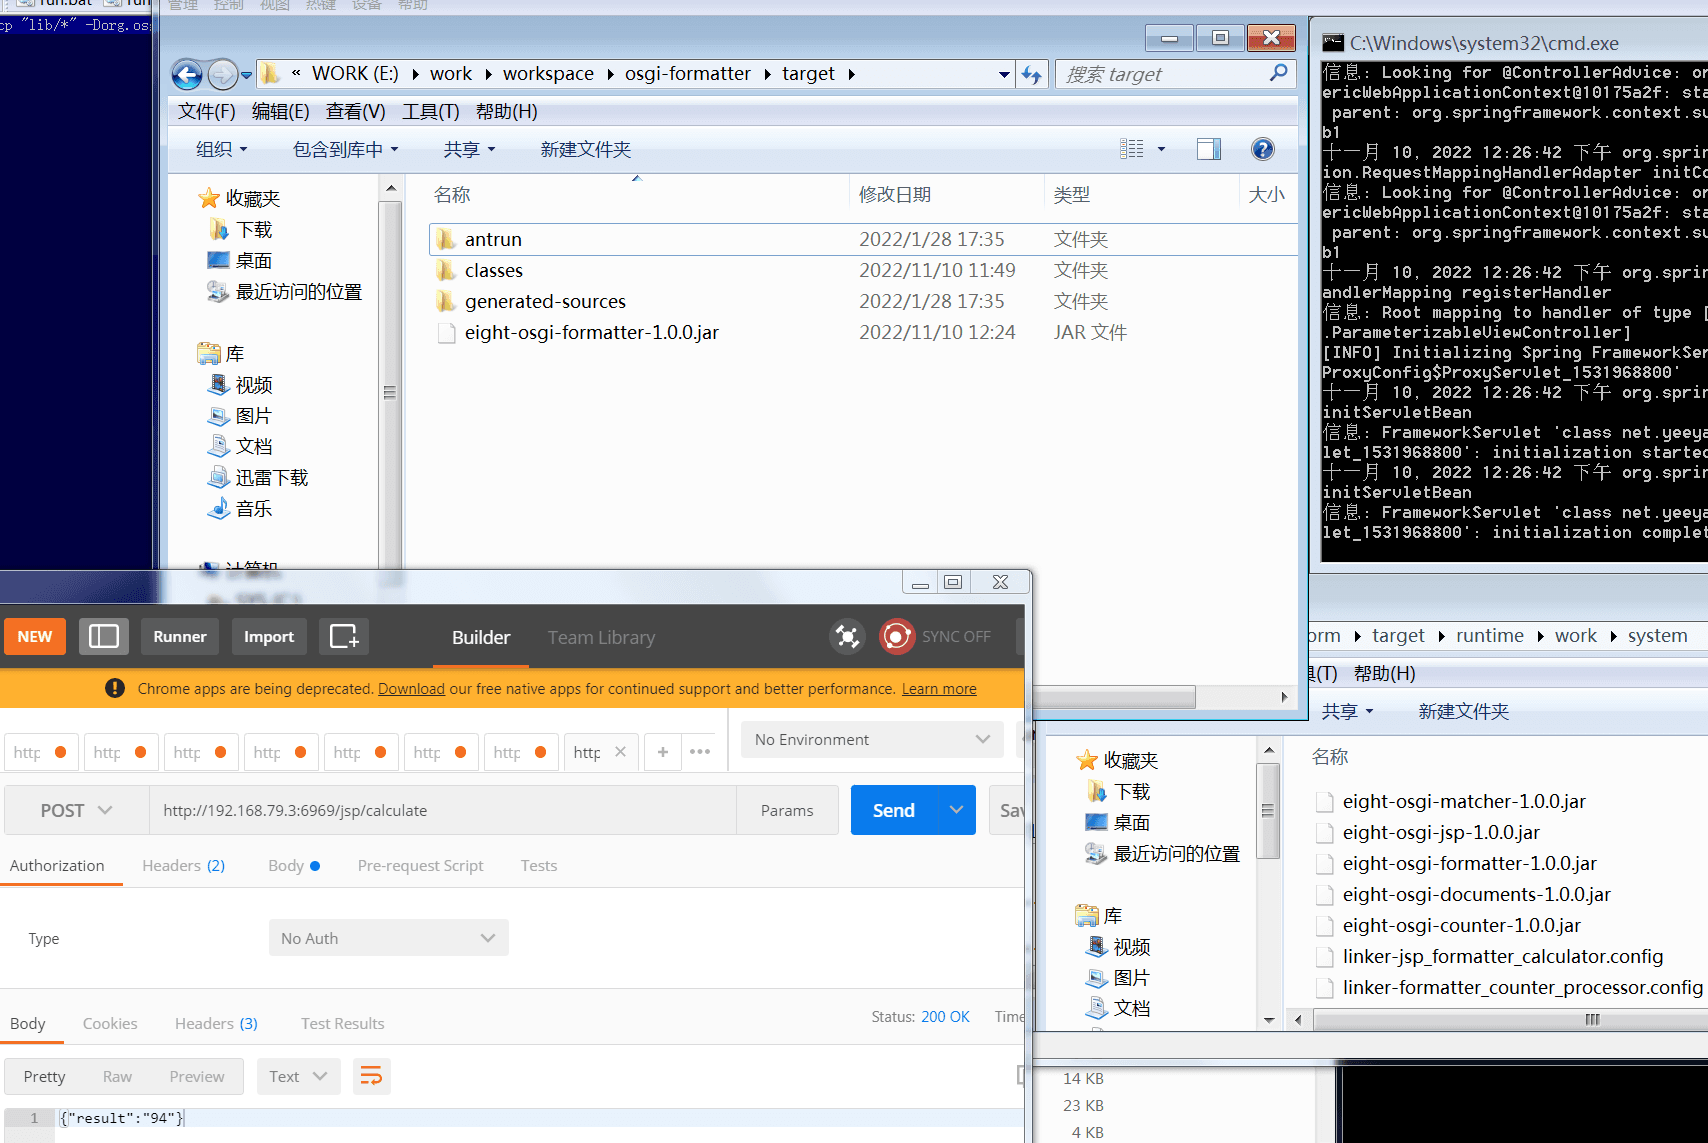 run.bat
管理 控制 视图 热键 设备 帮助
cp "lib/*" -Dorg.os
« WORK (E:) work workspace osgi-formatter target
搜索 target
文件(F) 编辑(E) 查看(V) 工具(T) 帮助(H)
组织 包含到库中 共享 新建文件夹
收藏夹
下载
桌面
最近访问的位置
库
视频
图片
文档
迅雷下载
音乐
计算机
名称 修改日期 类型 大小
antrun 2022/1/28 17:35 文件夹
classes 2022/11/10 11:49 文件夹
generated-sources 2022/1/28 17:35 文件夹
eight-osgi-formatter-1.0.0.jar 2022/11/10 12:24 JAR 文件
C:\Windows\system32\cmd.exe
信息: Looking for @ControllerAdvice: or
ericWebApplicationContext@10175a2f: sta
parent: org.springframework.context.su
b1
十一月 10, 2022 12:26:42 下午 org.sprin
ion.RequestMappingHandlerAdapter initCo
信息: Looking for @ControllerAdvice: or
ericWebApplicationContext@10175a2f: sta
parent: org.springframework.context.su
b1
十一月 10, 2022 12:26:42 下午 org.sprin
andlerMapping registerHandler
信息: Root mapping to handler of type [
.ParameterizableViewController]
[INFO] Initializing Spring FrameworkSer
ProxyConfig$ProxyServlet_1531968800'
十一月 10, 2022 12:26:42 下午 org.sprin
initServletBean
信息: FrameworkServlet 'class net.yeeya
let_1531968800': initialization started
十一月 10, 2022 12:26:42 下午 org.sprin
initServletBean
信息: FrameworkServlet 'class net.yeeya
let_1531968800': initialization complet
NEW Runner Import Builder Team Library SYNC OFF
Chrome apps are being deprecated. Download our free native apps for continued support and better performance. Learn more
http http http http http http http http + ••• No Environment
POST http://192.168.79.3:6969/jsp/calculate Params Send Sav
Authorization Headers (2) Body Pre-request Script Tests
Type No Auth
Body Cookies Headers (3) Test Results Status: 200 OK Time
Pretty Raw Preview Text
1 {"result":"94"}
orm target runtime work system
(T) 帮助(H)
共享 新建文件夹
收藏夹
下载
桌面
最近访问的位置
库
视频
图片
文档
名称
eight-osgi-matcher-1.0.0.jar
eight-osgi-jsp-1.0.0.jar
eight-osgi-formatter-1.0.0.jar
eight-osgi-documents-1.0.0.jar
eight-osgi-counter-1.0.0.jar
linker-jsp_formatter_calculator.config
linker-formatter_counter_processor.config
14 KB
23 KB
4 KB